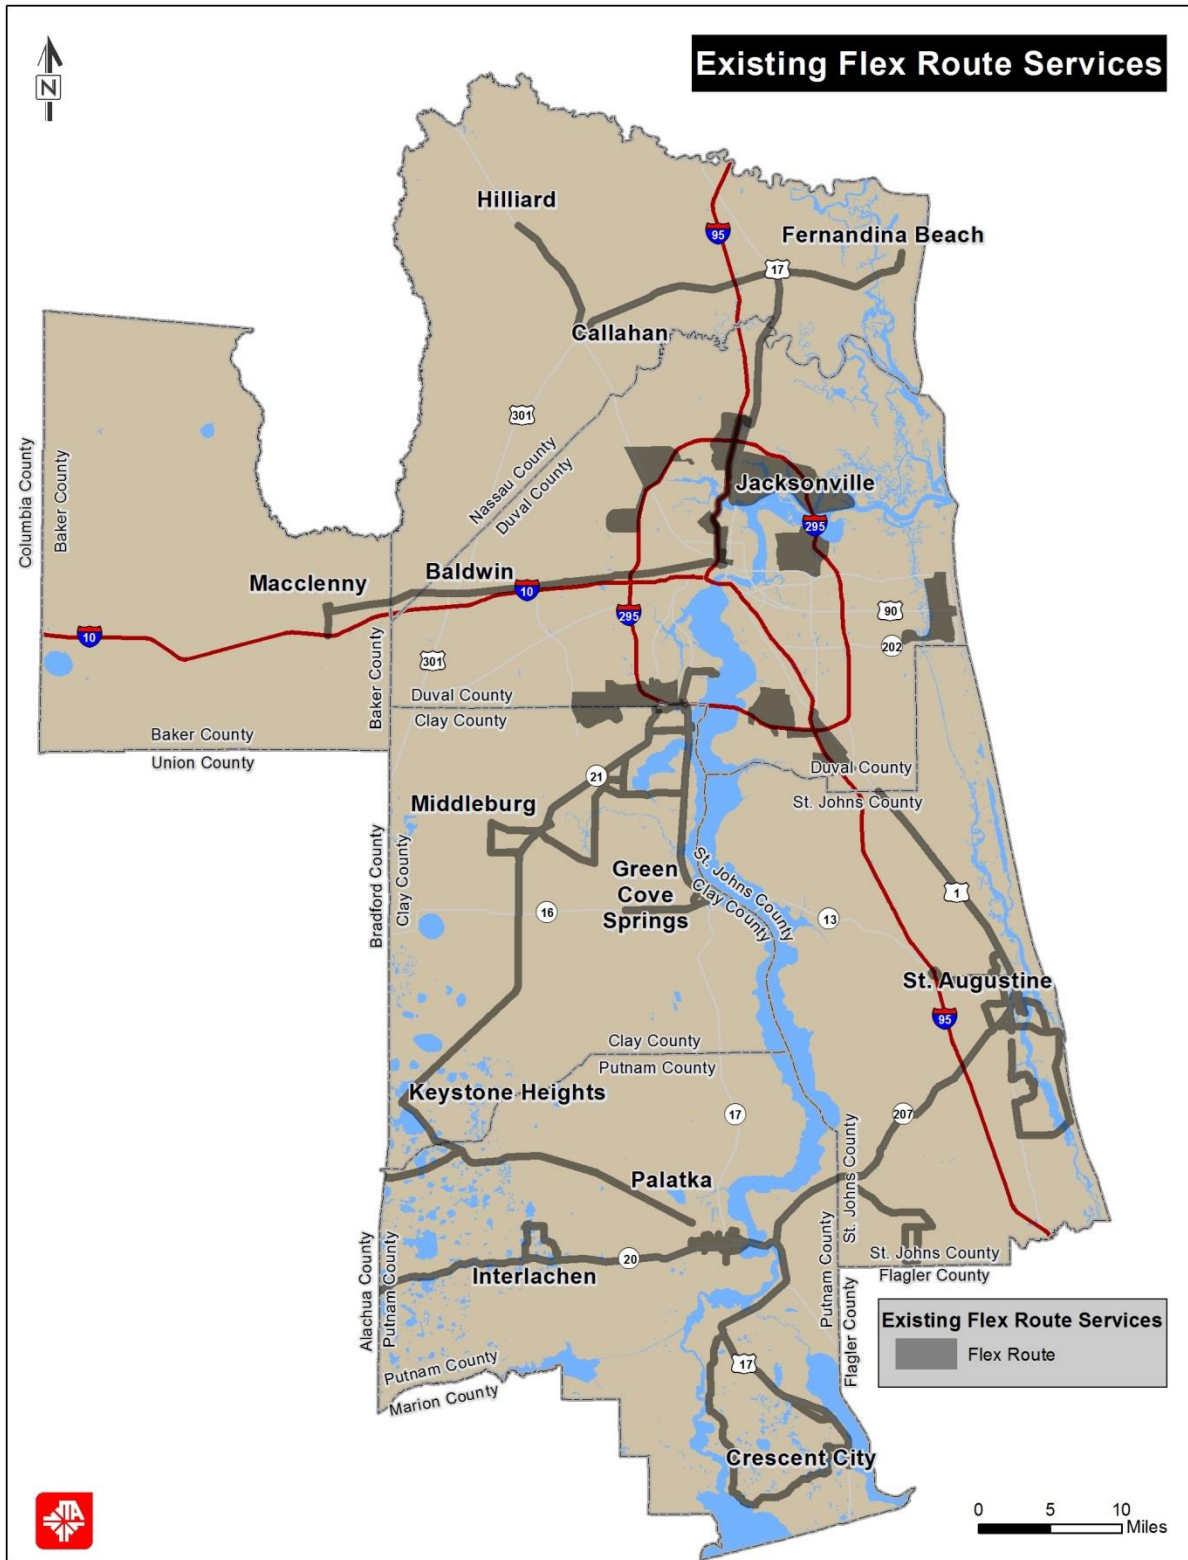 Existing Flex Route Services
N
Hilliard
95
Fernandina Beach
17
Callahan
301
Nassau County
Duval County
Columbia County
Baker County
Jacksonville
295
Macclenny
Baldwin
10
10
295
90
202
301
Baker County
Duval County
Clay County
Baker County
Union County
21
Duval County
St. Johns County
Middleburg
Bradford County
Clay County
Green
Cove
Springs
St. Johns County
Clay County
16
13
1
St. Augustine
95
Clay County
Putnam County
Keystone Heights
17
207
St. Johns County
Putnam County
Palatka
St. Johns County
Flagler County
20
Interlachen
Alachua County
Putnam County
Flagler County
Existing Flex Route Services
Flex Route
Putnam County
Marion County
17
Crescent City
JTA
0 5 10
Miles